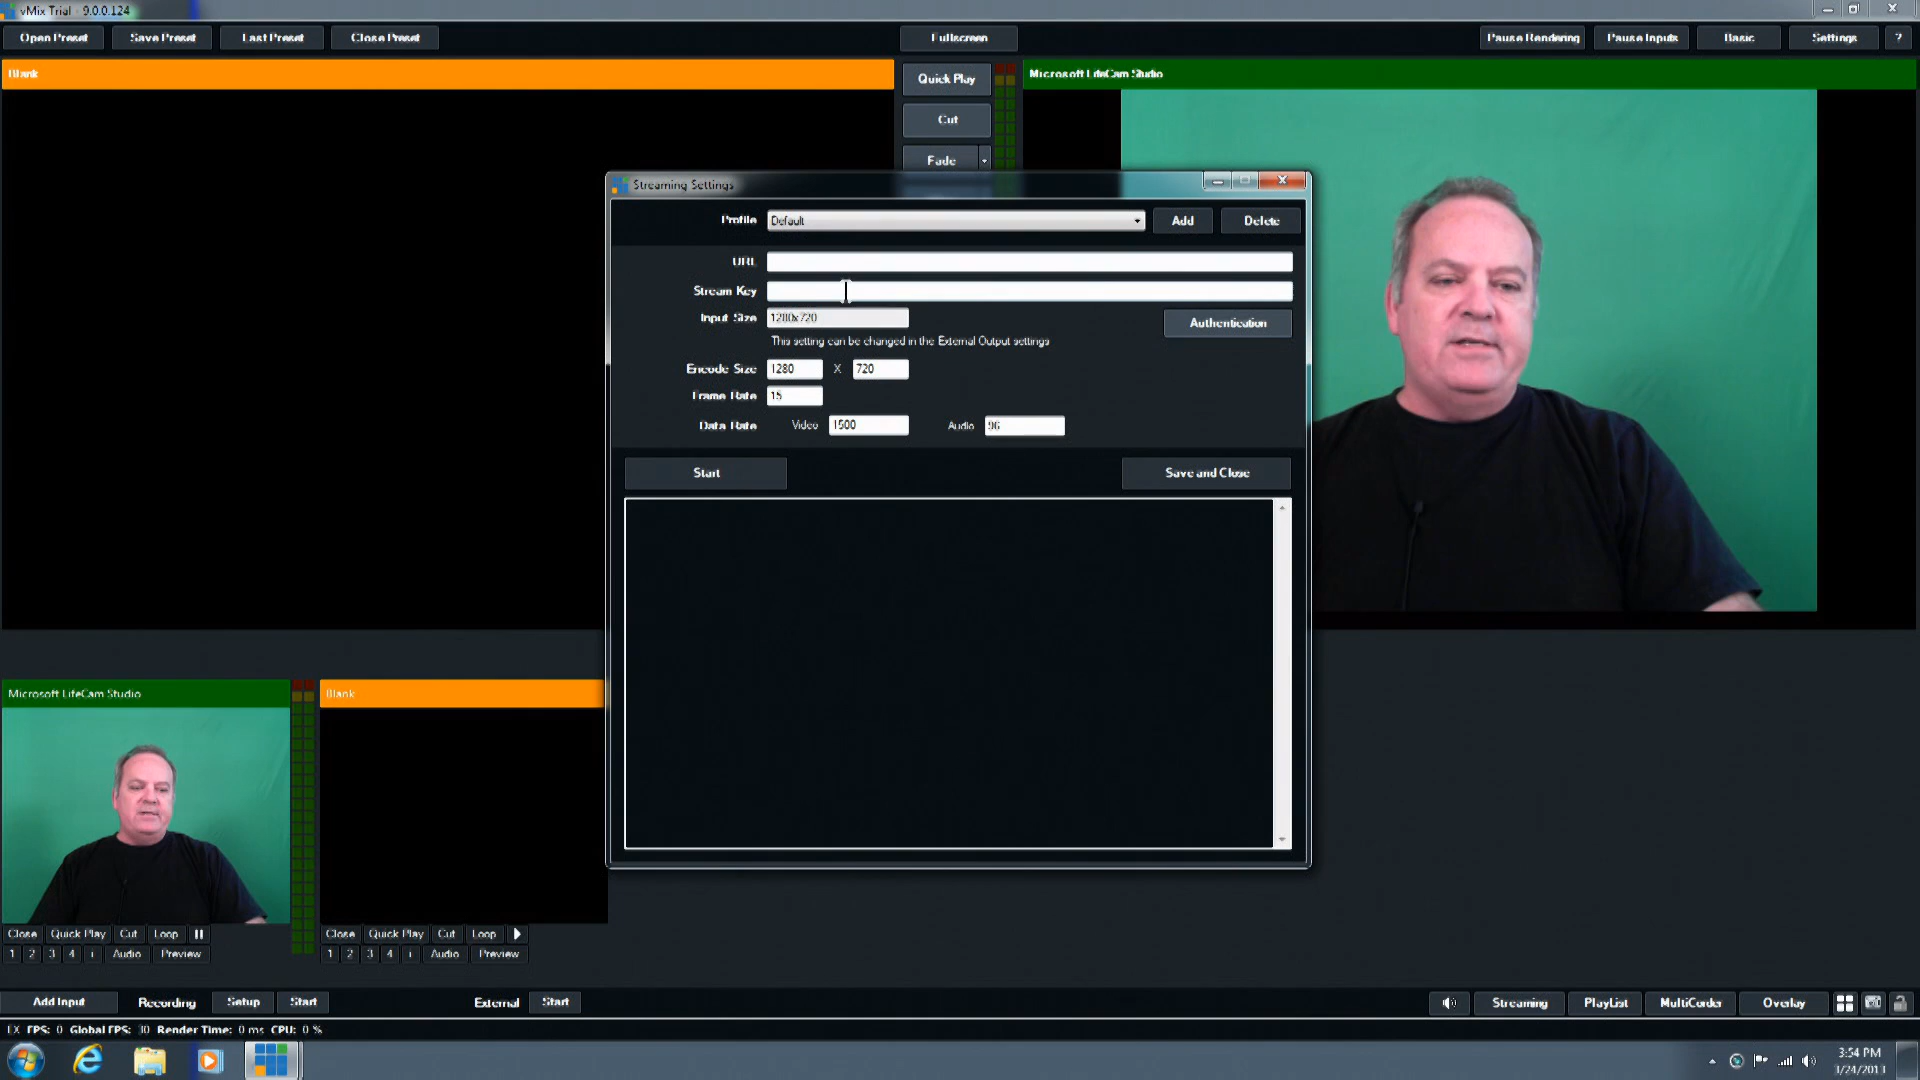 vMix Trial - 9.0.0.124
Open Preset Save Preset Last Preset Close Preset Fullscreen Pause Rendering Pause Inputs Basic Settings ?
Blank Quick Play Microsoft LifeCam Studio
Cut
Fade
Streaming Settings
Profile Default Add Delete
URL
Stream Key
Input Size 1280x720 Authentication
This setting can be changed in the External Output settings
Encode Size 1280 X 720
Frame Rate 15
Data Rate Video 1500 Audio 96
Start Save and Close
Microsoft LifeCam Studio Blank
Close Quick Play Cut Loop Close Quick Play Cut Loop
1 2 3 4 i Audio Preview 1 2 3 4 i Audio Preview
Add Input Recording Setup Start External Start Streaming PlayList MultiCorder Overlay
EX FPS: 0 Global FPS: 30 Render Time: 0 ms CPU: 0 %
3:54 PM
3/24/2013